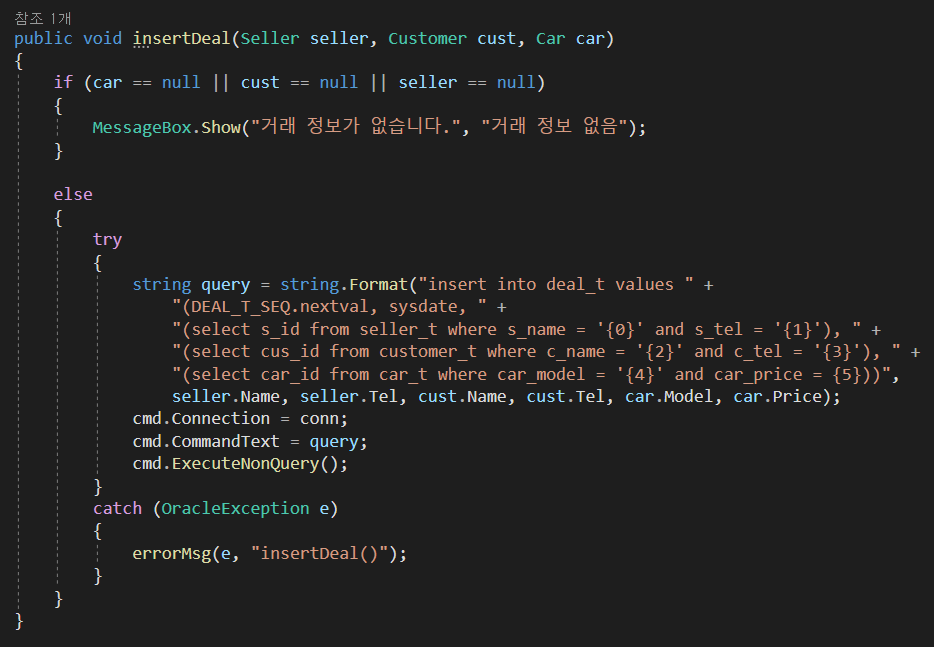 참조 1개
public void insertDeal(Seller seller, Customer cust, Car car)
{
    if (car == null || cust == null || seller == null)
    {
        MessageBox.Show("거래 정보가 없습니다.", "거래 정보 없음");
    }

    else
    {
        try
        {
            string query = string.Format("insert into deal_t values " +
                "(DEAL_T_SEQ.nextval, sysdate, " +
                "(select s_id from seller_t where s_name = '{0}' and s_tel = '{1}'), " +
                "(select cus_id from customer_t where c_name = '{2}' and c_tel = '{3}'), " +
                "(select car_id from car_t where car_model = '{4}' and car_price = {5}))",
                seller.Name, seller.Tel, cust.Name, cust.Tel, car.Model, car.Price);
            cmd.Connection = conn;
            cmd.CommandText = query;
            cmd.ExecuteNonQuery();
        }
        catch (OracleException e)
        {
            errorMsg(e, "insertDeal()");
        }
    }
}